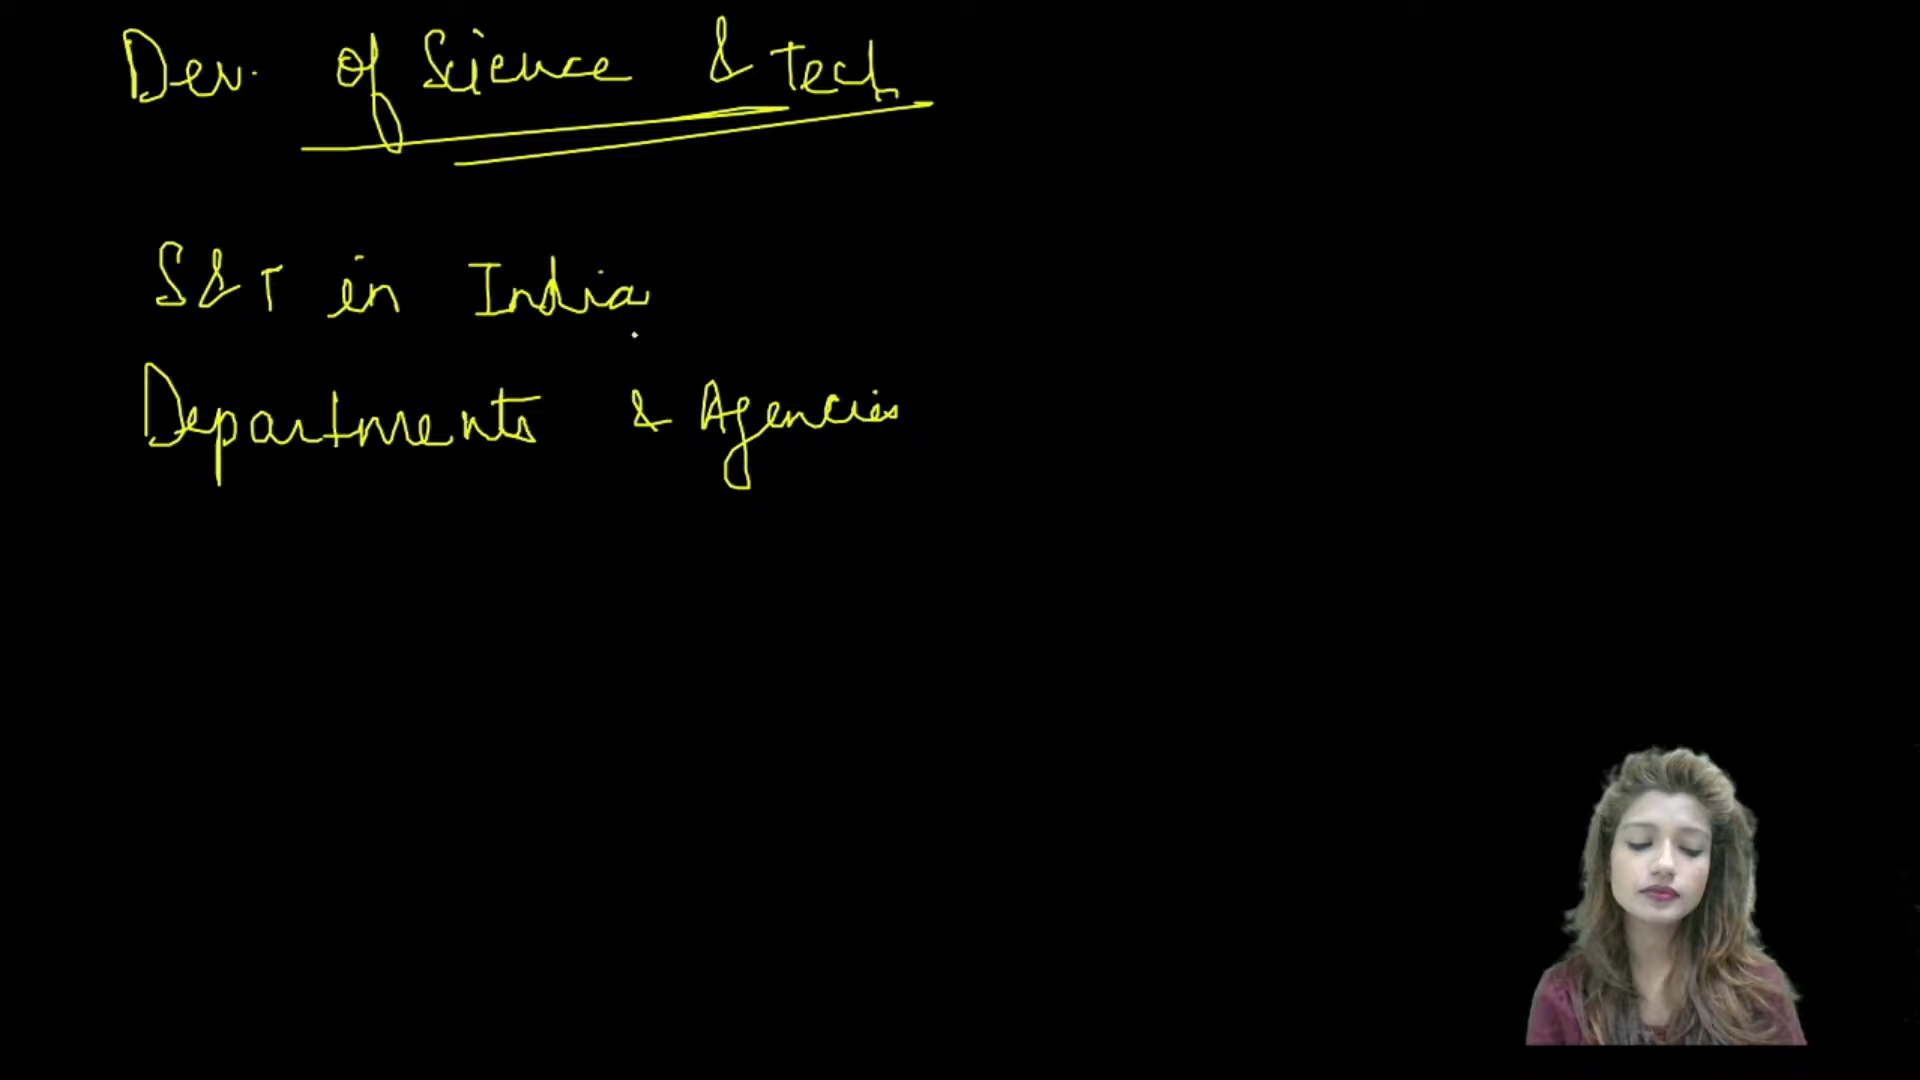 Dev. of Science & Tech
S&T in India
Departments & Agencies